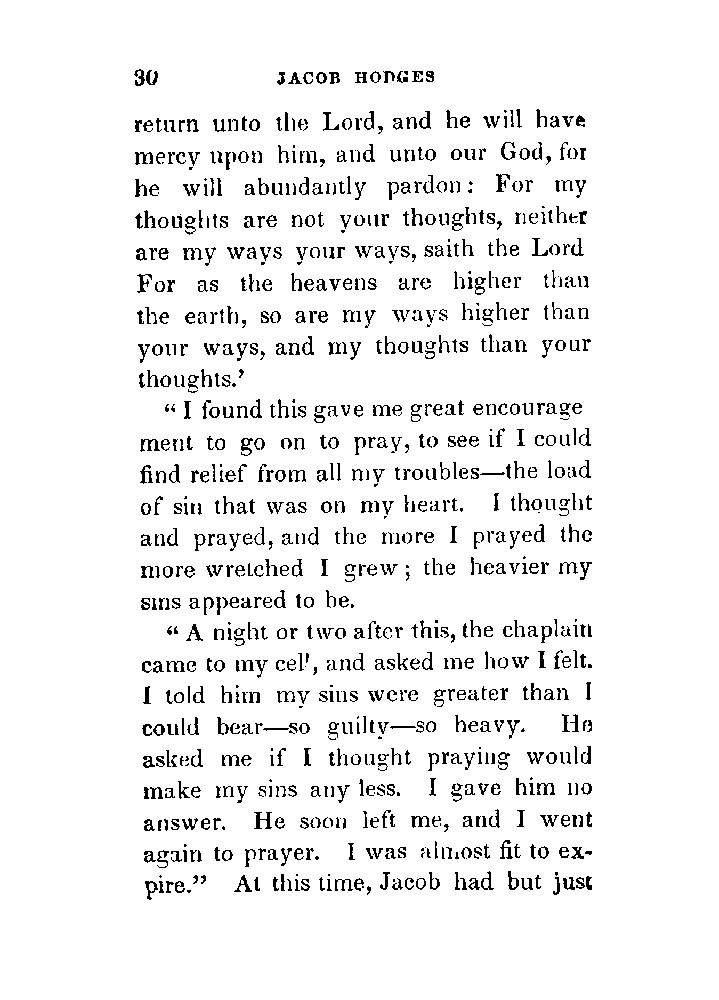 30 JACOB HODGES
return unto the Lord, and he will have
mercy upon him, and unto our God, for
he will abundantly pardon: For my
thoughts are not your thoughts, neither
are my ways your ways, saith the Lord
For as the heavens are higher than
the earth, so are my ways higher than
your ways, and my thoughts than your
thoughts.’
“ I found this gave me great encourage
ment to go on to pray, to see if I could
find relief from all my troubles—the load
of sin that was on my heart. I thought
and prayed, and the more I prayed the
more wretched I grew; the heavier my
sins appeared to be.
“ A night or two after this, the chaplain
came to my cell, and asked me how I felt.
I told him my sins were greater than I
could bear—so guilty—so heavy. He
asked me if I thought praying would
make my sins any less. I gave him no
answer. He soon left me, and I went
again to prayer. I was almost fit to ex-
pire.” At this time, Jacob had but just